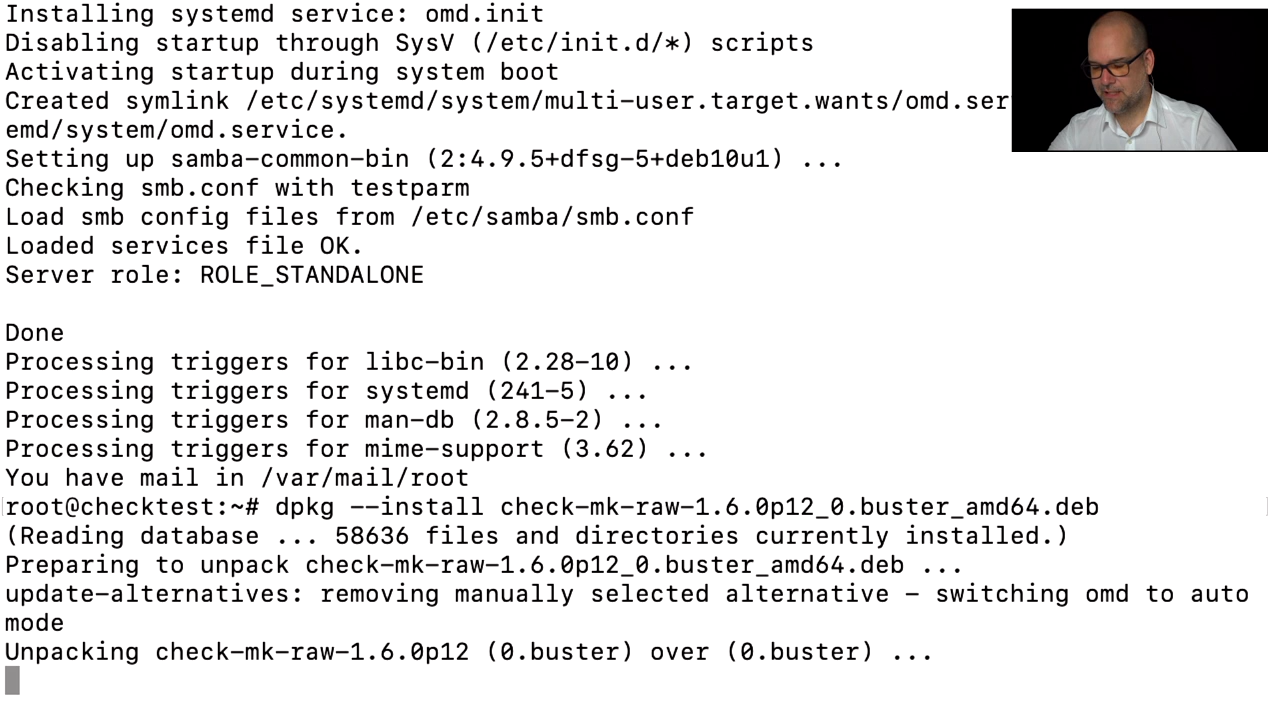 Installing systemd service: omd.init
Disabling startup through SysV (/etc/init.d/*) scripts
Activating startup during system boot
Created symlink /etc/systemd/system/multi-user.target.wants/omd.ser
emd/system/omd.service.
Setting up samba-common-bin (2:4.9.5+dfsg-5+deb10u1) ...
Checking smb.conf with testparm
Load smb config files from /etc/samba/smb.conf
Loaded services file OK.
Server role: ROLE_STANDALONE
Done
Processing triggers for libc-bin (2.28-10) ...
Processing triggers for systemd (241-5) ...
Processing triggers for man-db (2.8.5-2) ...
Processing triggers for mime-support (3.62) ...
You have mail in /var/mail/root
root@checktest:~# dpkg --install check-mk-raw-1.6.0p12_0.buster_amd64.deb
(Reading database ... 58636 files and directories currently installed.)
Preparing to unpack check-mk-raw-1.6.0p12_0.buster_amd64.deb ...
update-alternatives: removing manually selected alternative - switching omd to auto
mode
Unpacking check-mk-raw-1.6.0p12 (0.buster) over (0.buster) ...